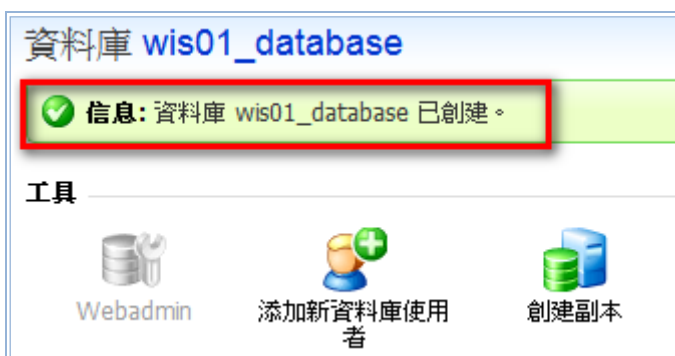 資料庫 wis01_database
信息: 資料庫 wis01_database 已創建。
工具
Webadmin
添加新資料庫使用
者
創建副本